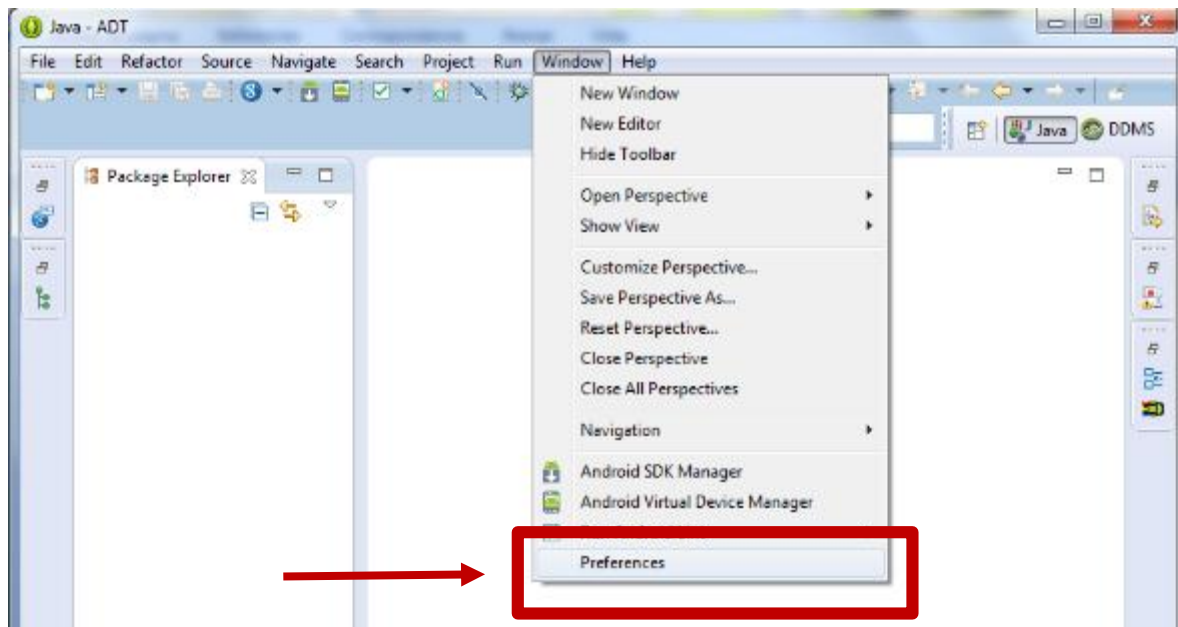 Java - ADT
File Edit Refactor Source Navigate Search Project Run Window Help
New Window
New Editor
Hide Toolbar
Java DDMS
Package Explorer
Open Perspective
Show View
Customize Perspective...
Save Perspective As...
Reset Perspective...
Close Perspective
Close All Perspectives
Navigation
Android SDK Manager
Android Virtual Device Manager
Preferences